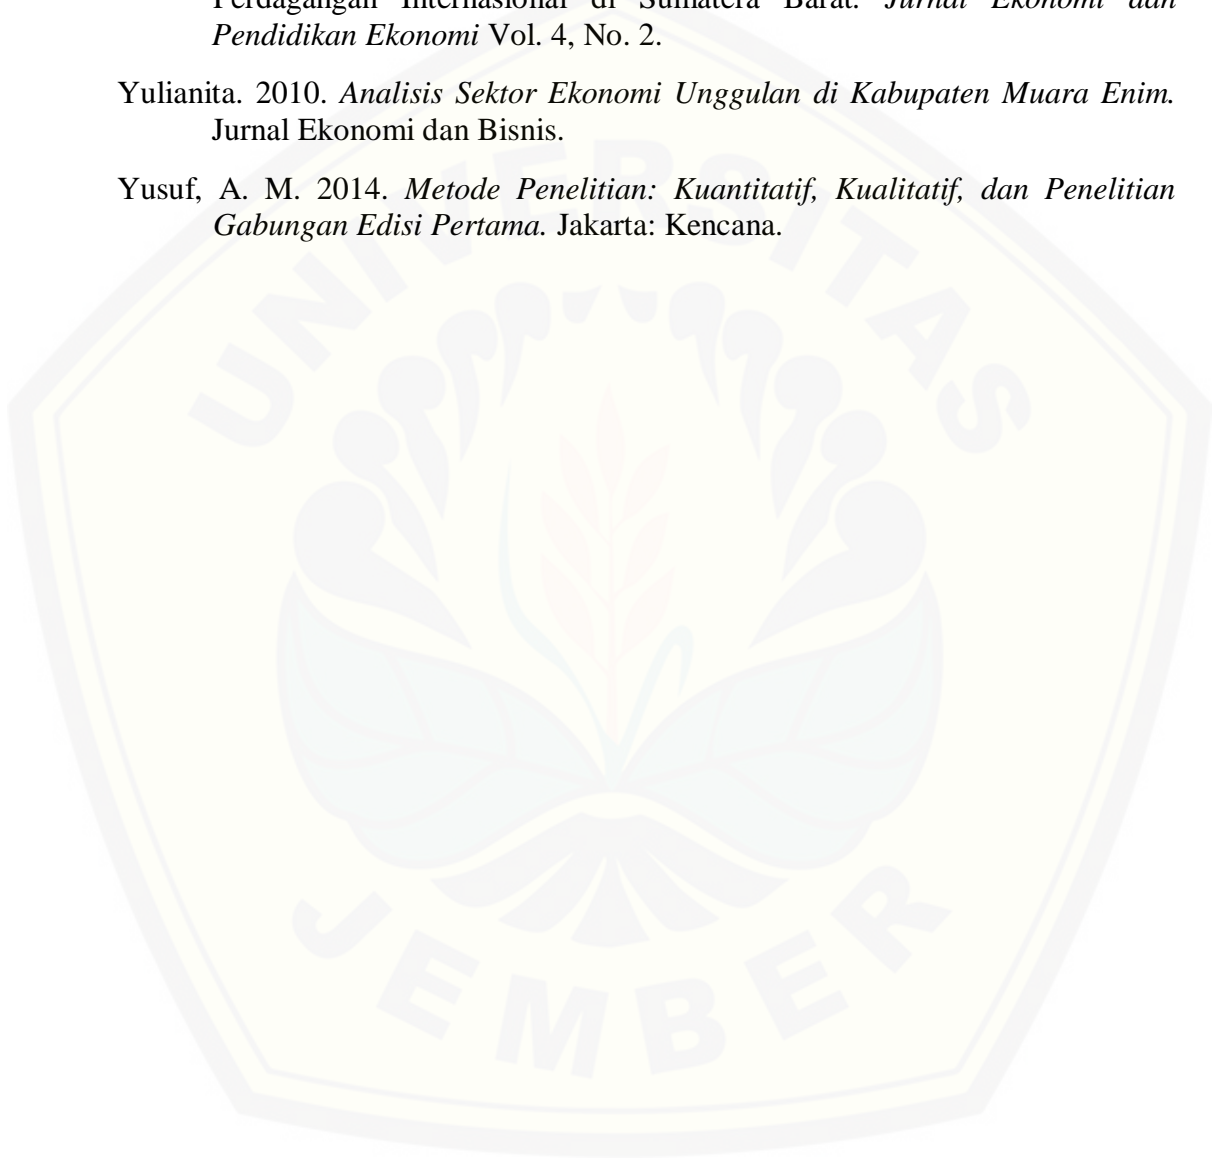 Perdagangan Internasional di Sumatera Barat. Jurnal Ekonomi dan
Pendidikan Ekonomi Vol. 4, No. 2.
Yulianita. 2010. Analisis Sektor Ekonomi Unggulan di Kabupaten Muara Enim.
Jurnal Ekonomi dan Bisnis.
Yusuf, A. M. 2014. Metode Penelitian: Kuantitatif, Kualitatif, dan Penelitian
Gabungan Edisi Pertama. Jakarta: Kencana.
UNIVERSITAS
JEMBER